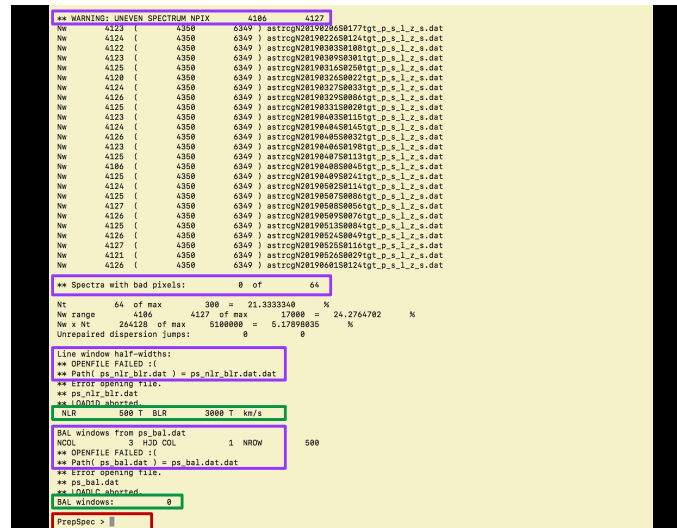 ** WARNING: UNEVEN SPECTRUM NPIX 4106 4127
Nw 4123 ( 4350 6349 ) astrcgN20190206S0177tgt_p_s_l_z_s.dat
Nw 4124 ( 4350 6349 ) astrcgN20190226S0124tgt_p_s_l_z_s.dat
Nw 4122 ( 4350 6349 ) astrcgN20190303S0108tgt_p_s_l_z_s.dat
Nw 4123 ( 4350 6349 ) astrcgN20190309S0301tgt_p_s_l_z_s.dat
Nw 4125 ( 4350 6349 ) astrcgN20190316S0250tgt_p_s_l_z_s.dat
Nw 4120 ( 4350 6349 ) astrcgN20190326S0022tgt_p_s_l_z_s.dat
Nw 4124 ( 4350 6349 ) astrcgN20190327S0033tgt_p_s_l_z_s.dat
Nw 4126 ( 4350 6349 ) astrcgN20190329S0086tgt_p_s_l_z_s.dat
Nw 4125 ( 4350 6349 ) astrcgN20190331S0020tgt_p_s_l_z_s.dat
Nw 4123 ( 4350 6349 ) astrcgN20190403S0115tgt_p_s_l_z_s.dat
Nw 4124 ( 4350 6349 ) astrcgN20190404S0145tgt_p_s_l_z_s.dat
Nw 4126 ( 4350 6349 ) astrcgN20190405S0032tgt_p_s_l_z_s.dat
Nw 4123 ( 4350 6349 ) astrcgN20190406S0198tgt_p_s_l_z_s.dat
Nw 4125 ( 4350 6349 ) astrcgN20190407S0113tgt_p_s_l_z_s.dat
Nw 4106 ( 4350 6349 ) astrcgN20190408S0045tgt_p_s_l_z_s.dat
Nw 4125 ( 4350 6349 ) astrcgN20190409S0241tgt_p_s_l_z_s.dat
Nw 4124 ( 4350 6349 ) astrcgN20190502S0114tgt_p_s_l_z_s.dat
Nw 4125 ( 4350 6349 ) astrcgN20190507S0086tgt_p_s_l_z_s.dat
Nw 4127 ( 4350 6349 ) astrcgN20190508S0056tgt_p_s_l_z_s.dat
Nw 4126 ( 4350 6349 ) astrcgN20190509S0076tgt_p_s_l_z_s.dat
Nw 4125 ( 4350 6349 ) astrcgN20190513S0084tgt_p_s_l_z_s.dat
Nw 4126 ( 4350 6349 ) astrcgN20190524S0049tgt_p_s_l_z_s.dat
Nw 4127 ( 4350 6349 ) astrcgN20190525S0116tgt_p_s_l_z_s.dat
Nw 4121 ( 4350 6349 ) astrcgN20190526S0029tgt_p_s_l_z_s.dat
Nw 4126 ( 4350 6349 ) astrcgN20190601S0124tgt_p_s_l_z_s.dat
** Spectra with bad pixels: 0 of 64
Nt 64 of max 300 = 21.3333340 %
Nw range 4106 4127 of max 17000 = 24.2764702 %
Nw x Nt 264128 of max 5100000 = 5.17898035 %
Unrepaired dispersion jumps: 0 0
Line window half-widths:
** OPENFILE FAILED :(
** Path( ps_nlr_blr.dat ) = ps_nlr_blr.dat.dat
** Error opening file.
** ps_nlr_blr.dat
** LOAD1D aborted.
NLR 500 T BLR 3000 T km/s
BAL windows from ps_bal.dat
NCOL 3 HJD COL 1 NROW 500
** OPENFILE FAILED :(
** Path( ps_bal.dat ) = ps_bal.dat.dat
** Error opening file.
** ps_bal.dat
** LOADLC aborted.
BAL windows: 0
PrepSpec >